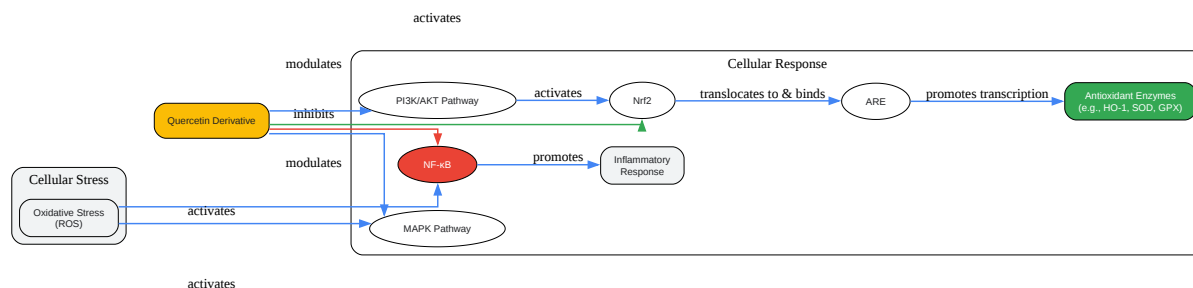 activates
modulates
Cellular Response
PI3K/AKT Pathway
activates
Nrf2
translocates to & binds
ARE
promotes transcription
Antioxidant Enzymes
(e.g., HO-1, SOD, GPX)
Quercetin Derivative
inhibits
modulates
NF-κB
promotes
Inflammatory
Response
Cellular Stress
Oxidative Stress
(ROS)
activates
MAPK Pathway
activates